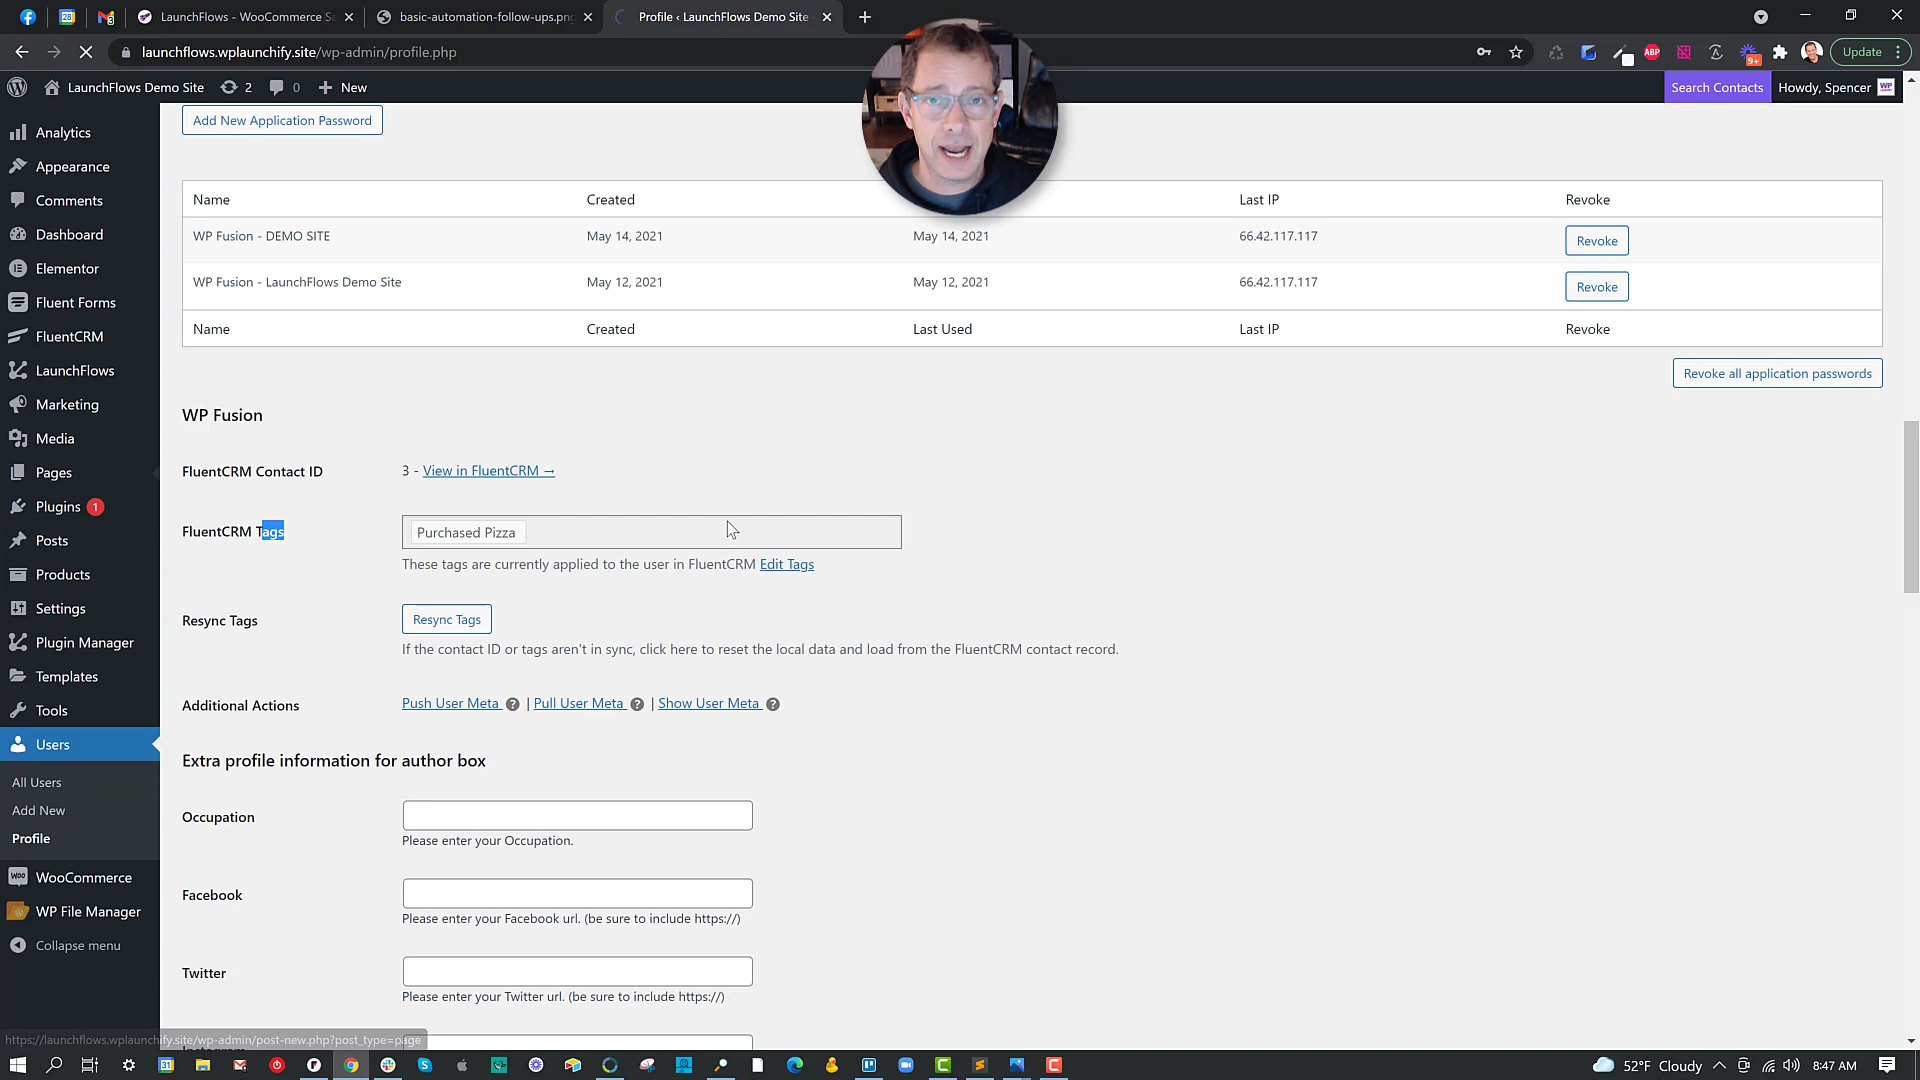 LaunchFlows - WooCommerce Sa
basic-automation-follow-ups.png
Profile ‹ LaunchFlows Demo Site
launchflows.wplaunchify.site/wp-admin/profile.php
ABP
9+
Update
LaunchFlows Demo Site
2
0
New
Search Contacts
Howdy, Spencer
WP
Analytics
Appearance
Comments
Dashboard
Elementor
Fluent Forms
FluentCRM
LaunchFlows
Marketing
Media
Pages
Plugins 1
Posts
Products
Settings
Plugin Manager
Templates
Tools
Users
All Users
Add New
Profile
WooCommerce
WP File Manager
Collapse menu
Add New Application Password
Name Created Last IP Revoke
WP Fusion - DEMO SITE May 14, 2021 May 14, 2021 66.42.117.117 Revoke
WP Fusion - LaunchFlows Demo Site May 12, 2021 May 12, 2021 66.42.117.117 Revoke
Name Created Last Used Last IP Revoke
Revoke all application passwords
WP Fusion
FluentCRM Contact ID 3 - View in FluentCRM →
FluentCRM Tags Purchased Pizza
These tags are currently applied to the user in FluentCRM Edit Tags
Resync Tags Resync Tags
If the contact ID or tags aren't in sync, click here to reset the local data and load from the FluentCRM contact record.
Additional Actions Push User Meta ? | Pull User Meta ? | Show User Meta ?
Extra profile information for author box
Occupation
Please enter your Occupation.
Facebook
Please enter your Facebook url. (be sure to include https://)
Twitter
Please enter your Twitter url. (be sure to include https://)
https://launchflows.wplaunchify.site/wp-admin/post-new.php?post_type=page
52°F Cloudy
8:47 AM